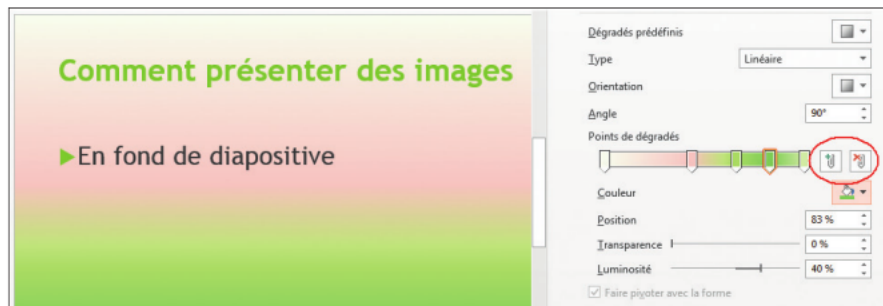 Comment présenter des images
▶En fond de diapositive
Dégradés prédéfinis
Type Linéaire
Orientation
Angle 90°
Points de dégradés
Couleur
Position 83 %
Transparence 0 %
Luminosité 40 %
Faire pivoter avec la forme